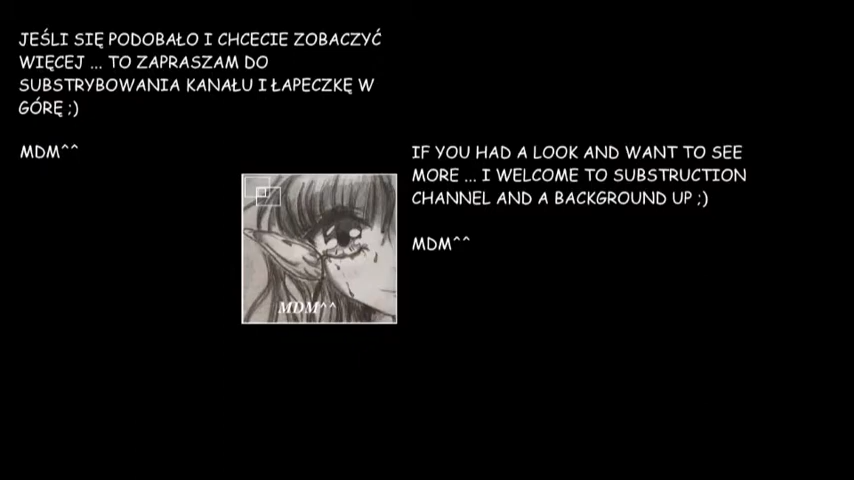 JEŚLI SIĘ PODOBAŁO I CHCECIE ZOBACZYĆ
WIĘCEJ ... TO ZAPRASZAM DO
SUBSTRYBOWANIA KANAŁU I ŁAPECZKĘ W
GÓRĘ ;)
MDM^^
IF YOU HAD A LOOK AND WANT TO SEE
MORE ... I WELCOME TO SUBSTRUCTION
CHANNEL AND A BACKGROUND UP ;)
MDM^^
MDM^^